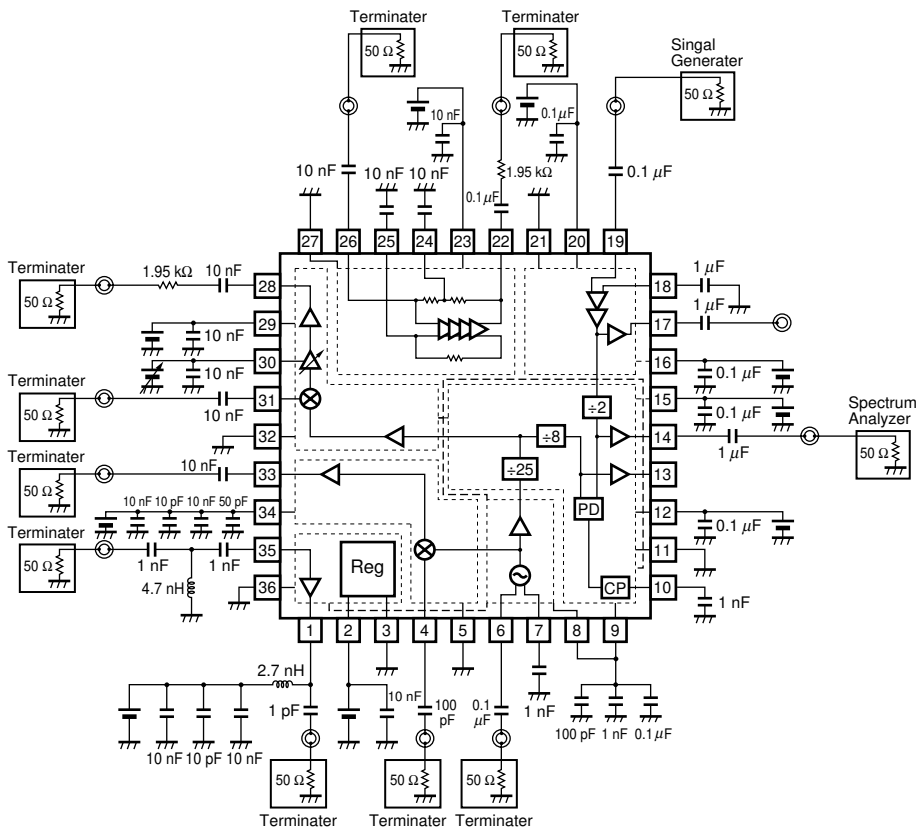 Terminater
50 Ω
Terminater
50 Ω
Singal
Generater
50 Ω
10 nF
0.1 µF
10 nF
10 nF
10 nF
1.95 kΩ
0.1 µF
0.1 µF
27
26
25
24
23
22
21
20
19
Terminater
50 Ω
1.95 kΩ
10 nF
28
29
10 nF
30
10 nF
Terminater
50 Ω
31
10 nF
32
Terminater
50 Ω
10 nF
33
10 nF
10 pF
10 nF
50 pF
34
Terminater
50 Ω
1 nF
1 nF
35
4.7 nH
36
18
1 µF
17
1 µF
16
0.1 µF
15
0.1 µF
14
1 µF
Spectrum
Analyzer
50 Ω
13
12
0.1 µF
11
10
1 nF
÷2
÷8
÷25
PD
CP
Reg
1
2
3
4
5
6
7
8
9
2.7 nH
1 pF
10 nF
10 pF
10 nF
10 nF
100
pF
0.1
µF
1 nF
100 pF
1 nF
0.1 µF
50 Ω
Terminater
50 Ω
Terminater
50 Ω
Terminater